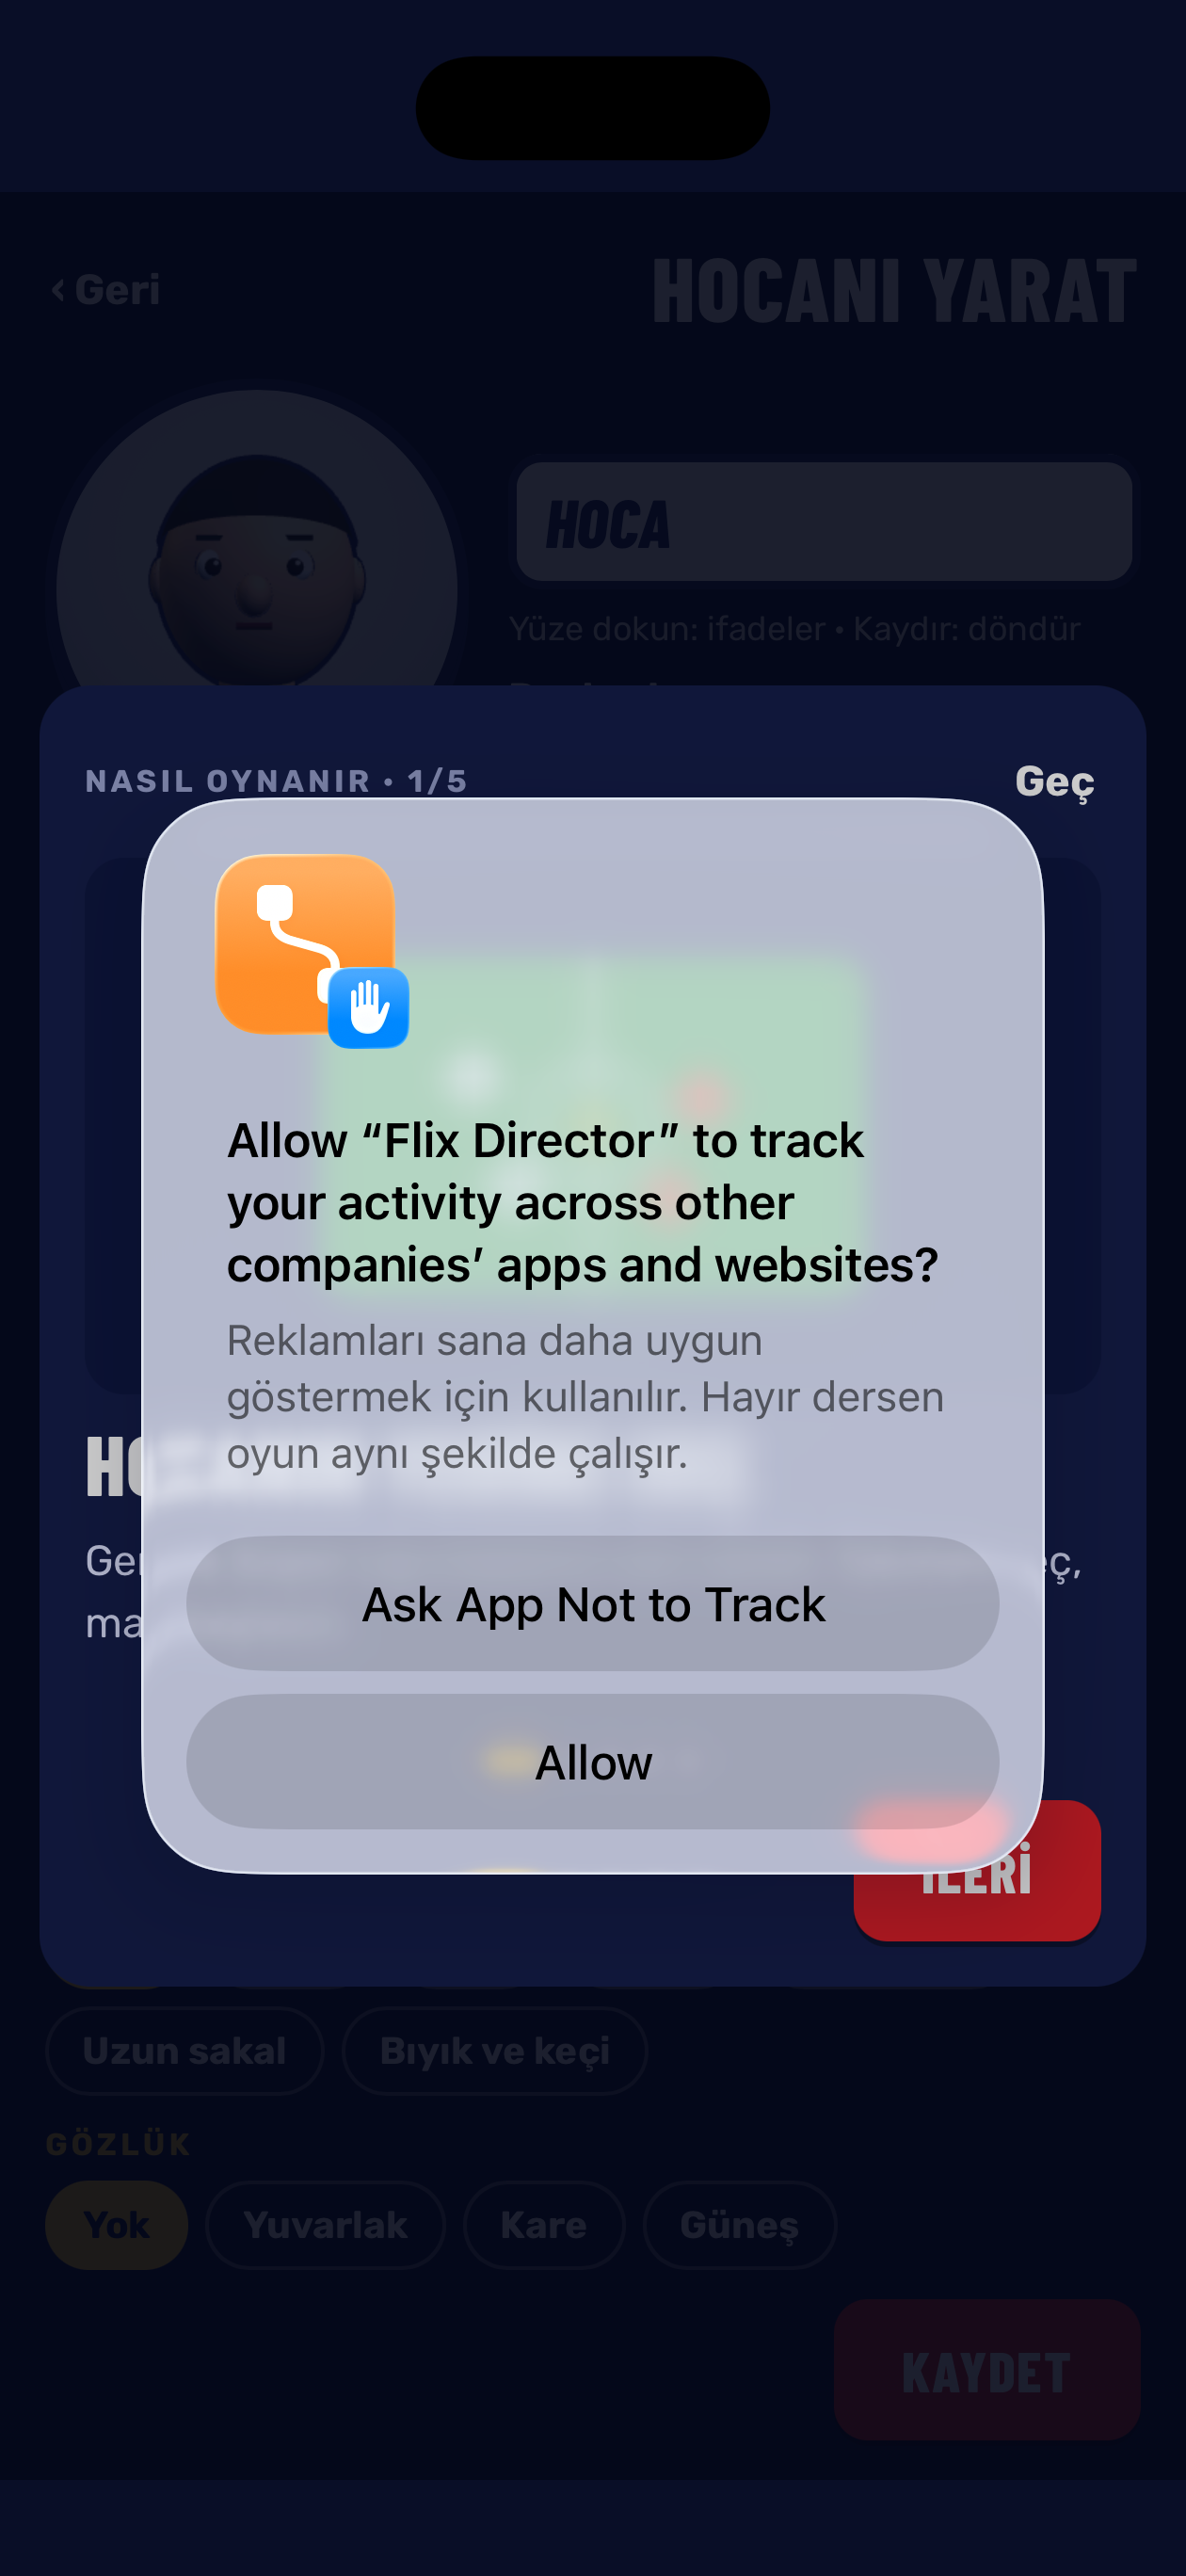 ‹ Geri
HOCANI YARAT
HOCA
Yüze dokun: ifadeler • Kaydır: döndür
NASIL OYNANIR • 1/5
Geç
Allow “Flix Director” to track
your activity across other
companies’ apps and websites?
Reklamları sana daha uygun
göstermek için kullanılır. Hayır dersen
oyun aynı şekilde çalışır.
Ask App Not to Track
Allow
İLERİ
Uzun sakal
Bıyık ve keçi
GÖZLÜK
Yok
Yuvarlak
Kare
Güneş
KAYDET